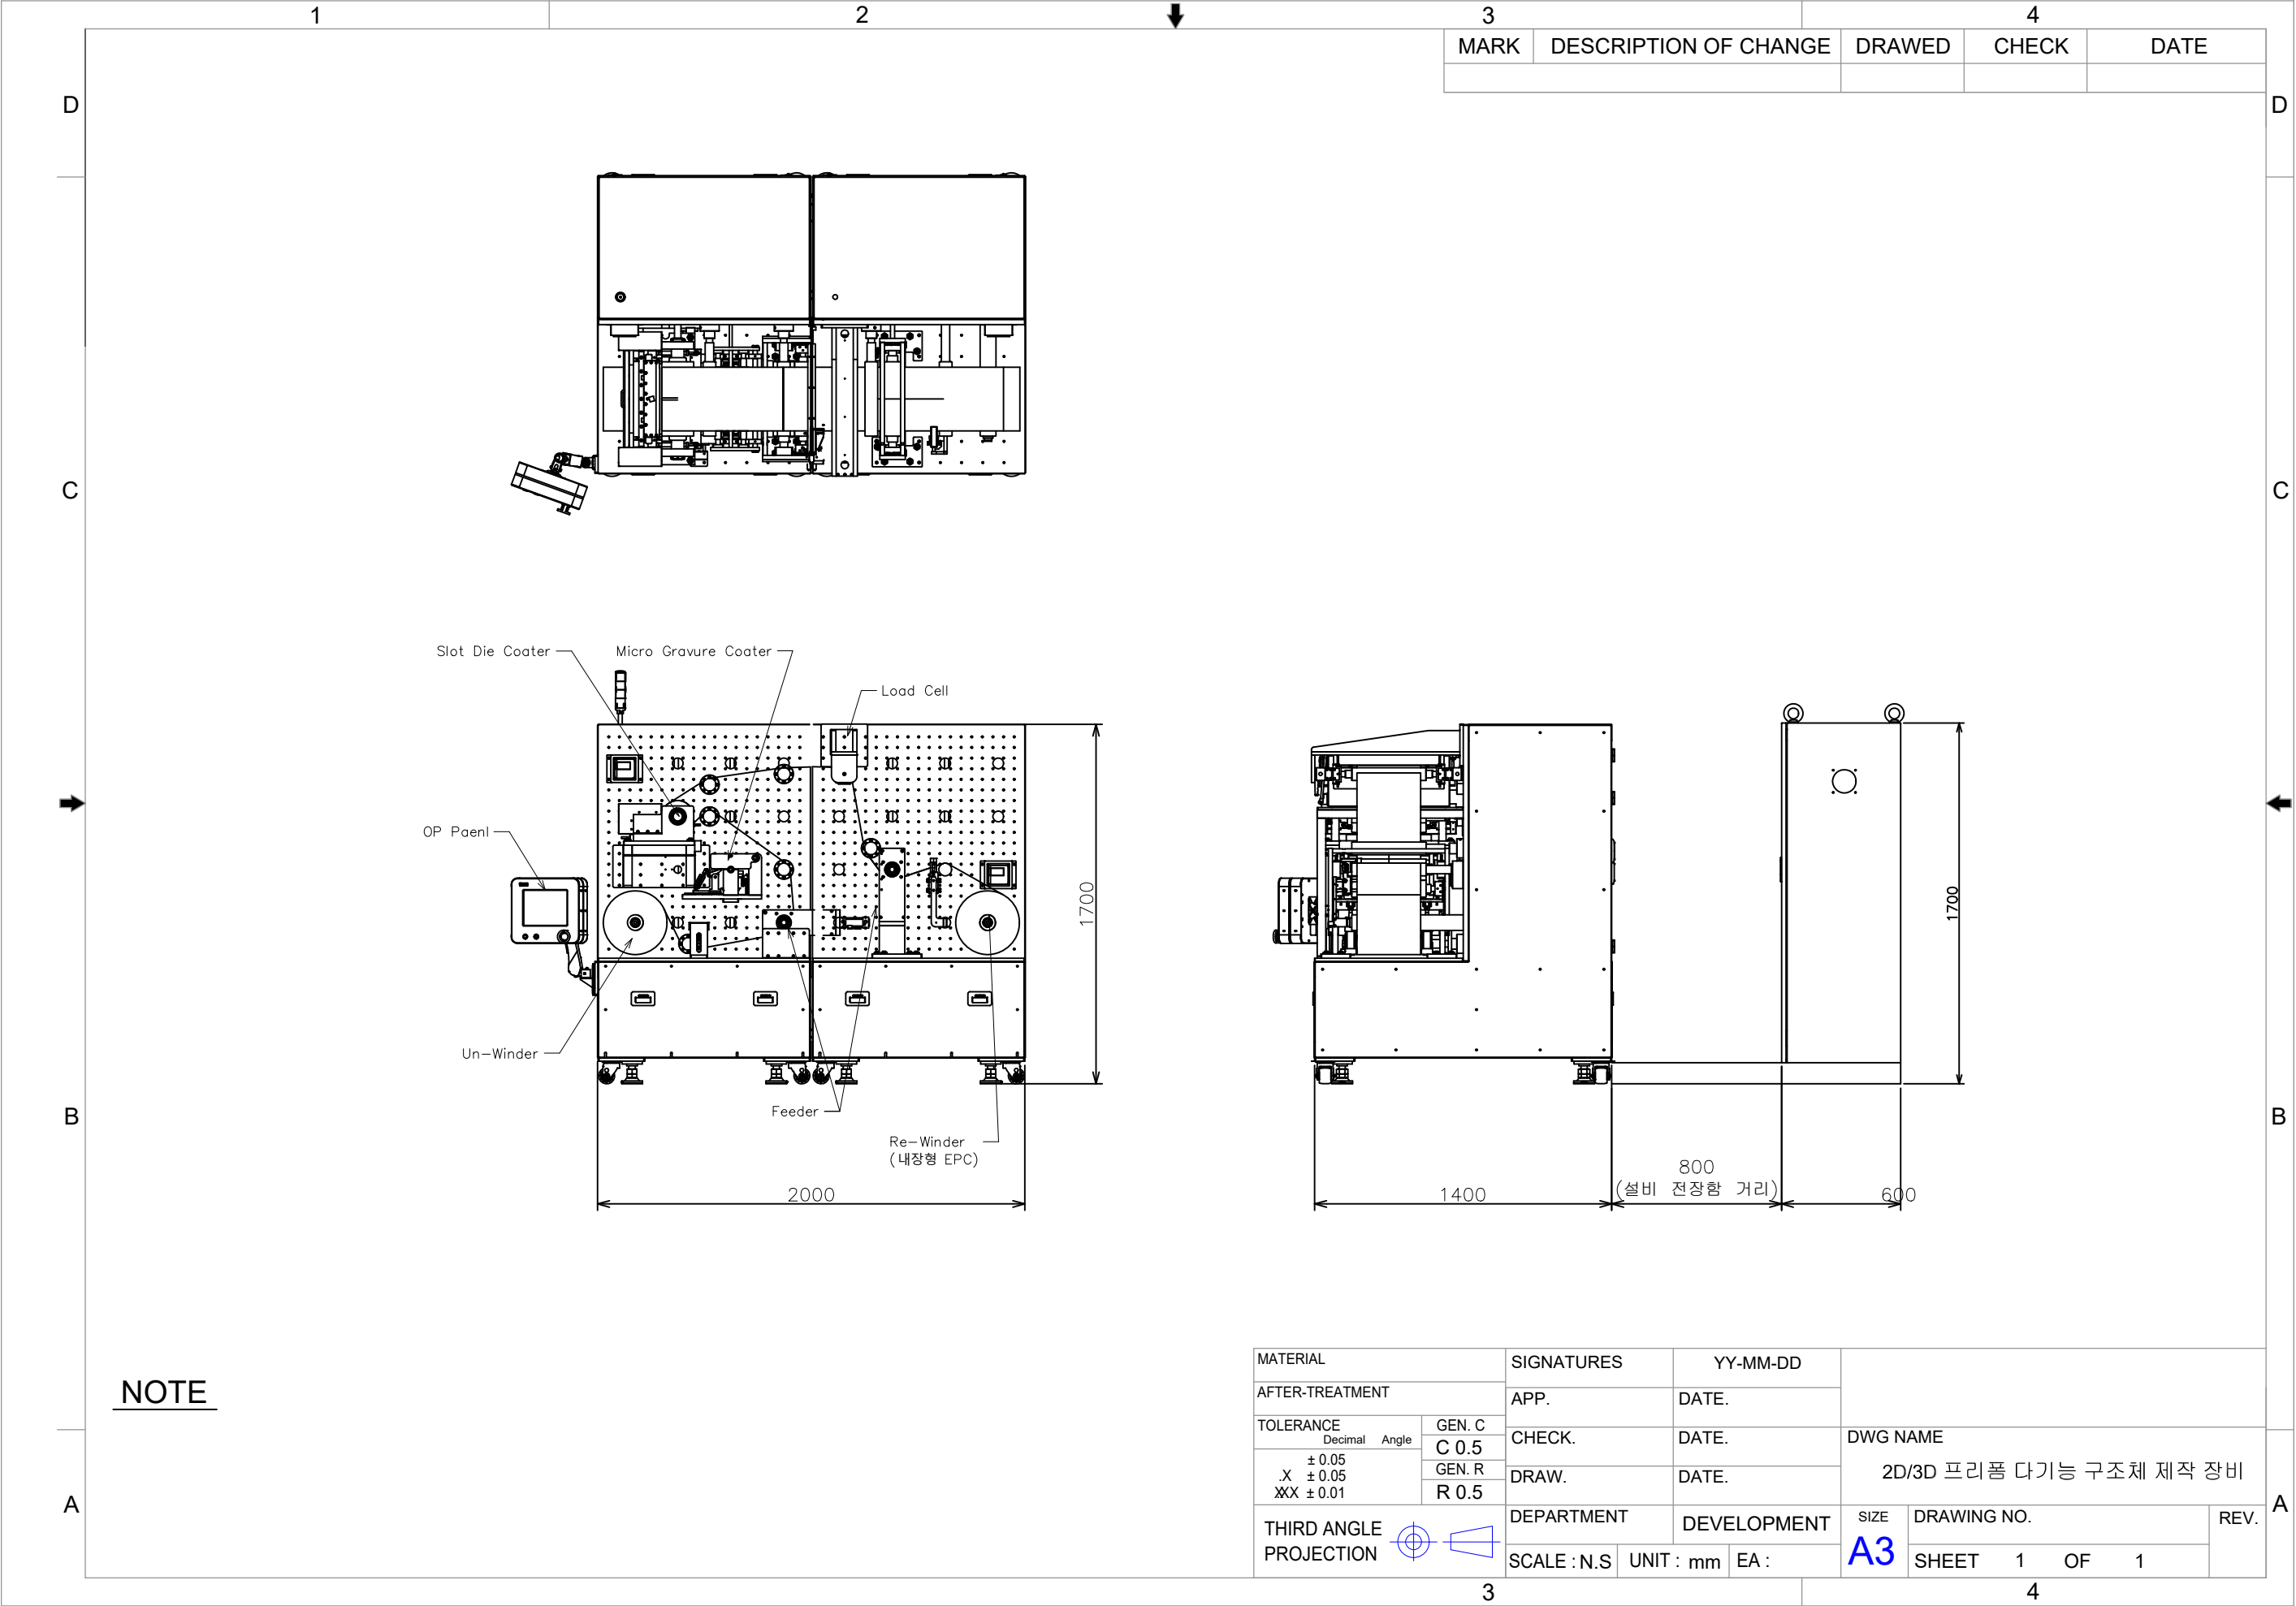 1 2 3 4
MARK DESCRIPTION OF CHANGE DRAWED CHECK DATE
D D
C C
Slot Die Coater Micro Gravure Coater
Load Cell
OP Paenl
1700
1700
Un-Winder
Feeder
B B
Re-Winder
(내장형 EPC)
2000
1400
800
(설비 전장함 거리)
600
NOTE
MATERIAL
AFTER-TREATMENT
TOLERANCE
Decimal Angle
± 0.05
.X ± 0.05
.XXX ± 0.01
GEN. C
C 0.5
GEN. R
R 0.5
THIRD ANGLE
PROJECTION
SIGNATURES YY-MM-DD
APP. DATE.
CHECK. DATE.
DRAW. DATE.
DEPARTMENT DEVELOPMENT
SCALE : N.S UNIT : mm EA :
DWG NAME
2D/3D 프리폼 다기능 구조체 제작 장비
SIZE
A3
DRAWING NO.
REV.
SHEET 1 OF 1
A A
3 4